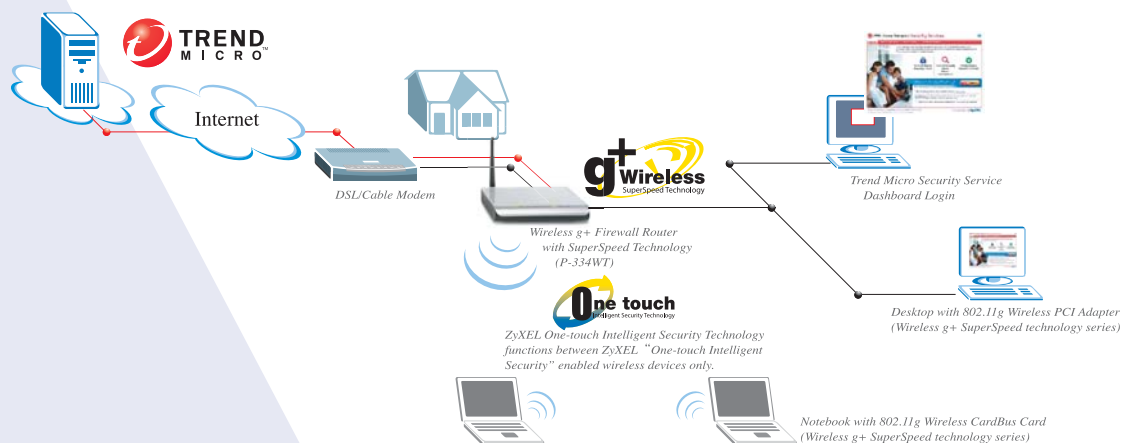 TREND
MICRO™
Internet
DSL/Cable Modem
g+
Wireless
SuperSpeed Technology
Trend Micro Security Service
Dashboard Login
Wireless g+ Firewall Router
with SuperSpeed Technology
(P-334WT)
One touch
Intelligent Security Technology
Desktop with 802.11g Wireless PCI Adapter
(Wireless g+ SuperSpeed technology series)
ZyXEL One-touch Intelligent Security Technology
functions between ZyXEL “One-touch Intelligent
Security” enabled wireless devices only.
Notebook with 802.11g Wireless CardBus Card
(Wireless g+ SuperSpeed technology series)